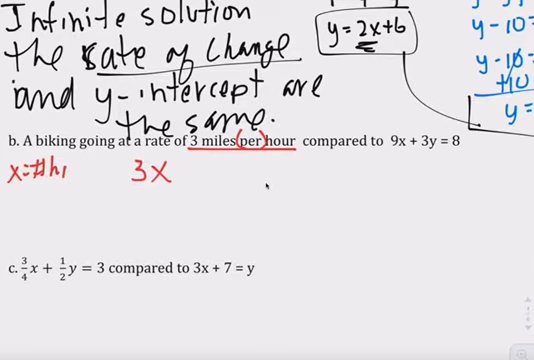 Infinite solution
the rate of change
and y-intercept are
the same.
y = 2x+6
y - 10
y - 10
+10
y =
b. A biking going at a rate of 3 miles(per)hour compared to 9x + 3y = 8
x=#hr 3x
c. 3/4 x + 1/2 y = 3 compared to 3x + 7 = y